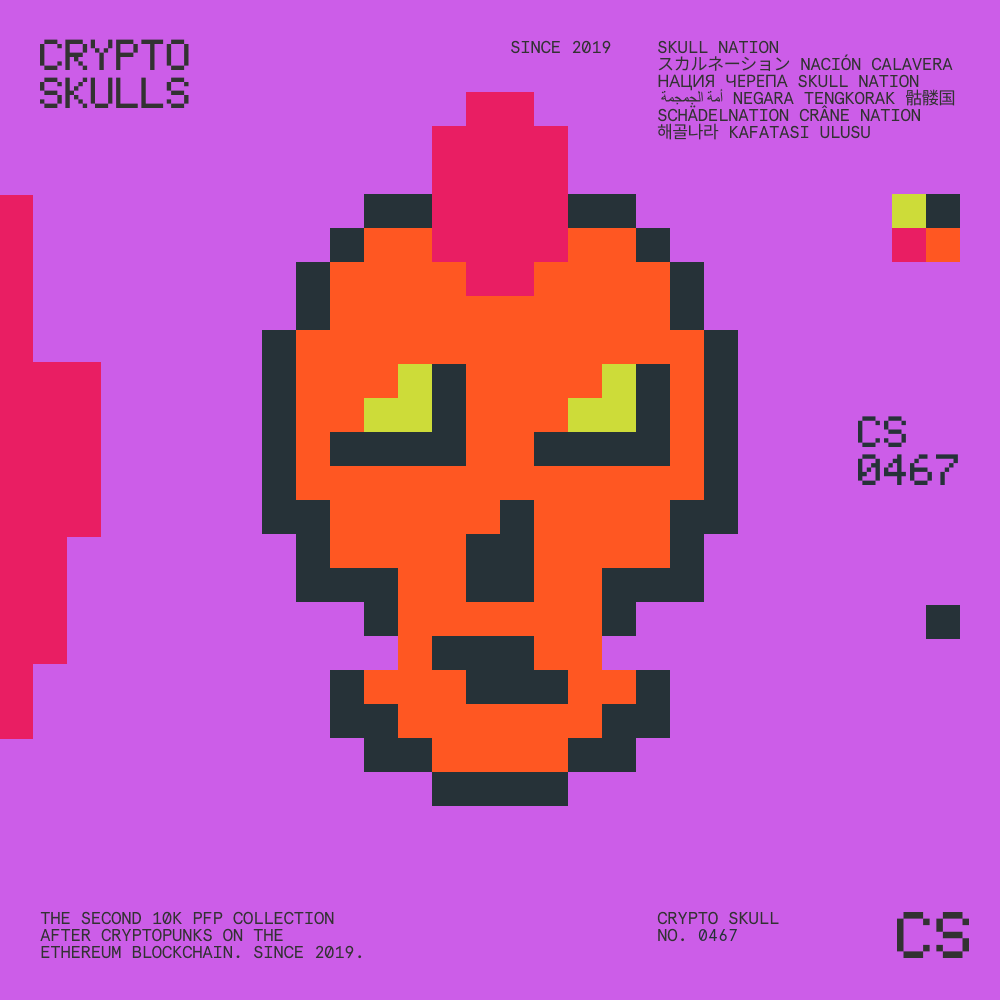 CRYPTO
SKULLS
SINCE 2019
SKULL NATION
スカルネーション NACIÓN CALAVERA
НАЦИЯ ЧЕРЕПА SKULL NATION
أمة الجمجمة NEGARA TENGKORAK 骷髅国
SCHÄDELNATION CRÂNE NATION
해골나라 KAFATASI ULUSU
CS
0467
THE SECOND 10K PFP COLLECTION
AFTER CRYPTOPUNKS ON THE
ETHEREUM BLOCKCHAIN. SINCE 2019.
CRYPTO SKULL
NO. 0467
CS